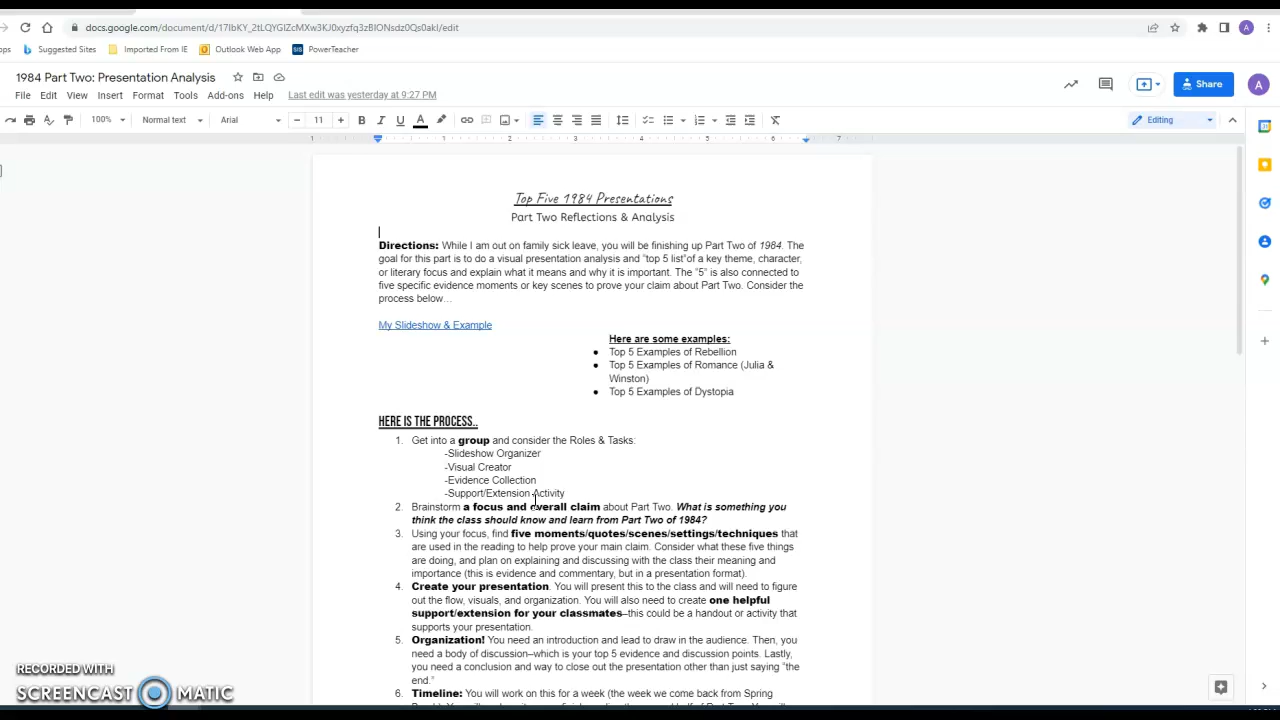 docs.google.com/document/d/17IbKY_2tLQYGIZcMXw3KJ0xyzfq3zBIONsdz0Qs0akI/edit
Suggested Sites Imported From IE Outlook Web App PowerTeacher
1984 Part Two: Presentation Analysis
File Edit View Insert Format Tools Add-ons Help Last edit was yesterday at 9:27 PM
Share
A
100% Normal text Arial 11 Editing
Top Five 1984 Presentations
Part Two Reflections & Analysis
Directions: While I am out on family sick leave, you will be finishing up Part Two of 1984. The
goal for this part is to do a visual presentation analysis and “top 5 list”of a key theme, character,
or literary focus and explain what it means and why it is important. The “5” is also connected to
five specific evidence moments or key scenes to prove your claim about Part Two. Consider the
process below…
My Slideshow & Example
Here are some examples:
● Top 5 Examples of Rebellion
● Top 5 Examples of Romance (Julia &
Winston)
● Top 5 Examples of Dystopia
HERE IS THE PROCESS..
1. Get into a group and consider the Roles & Tasks:
-Slideshow Organizer
-Visual Creator
-Evidence Collection
-Support/Extension Activity
2. Brainstorm a focus and overall claim about Part Two. What is something you
think the class should know and learn from Part Two of 1984?
3. Using your focus, find five moments/quotes/scenes/settings/techniques that
are used in the reading to help prove your main claim. Consider what these five things
are doing, and plan on explaining and discussing with the class their meaning and
importance (this is evidence and commentary, but in a presentation format).
4. Create your presentation. You will present this to the class and will need to figure
out the flow, visuals, and organization. You will also need to create one helpful
support/extension for your classmates–this could be a handout or activity that
supports your presentation.
5. Organization! You need an introduction and lead to draw in the audience. Then, you
need a body of discussion–which is your top 5 evidence and discussion points. Lastly,
you need a conclusion and way to close out the presentation other than just saying “the
end.”
6. Timeline: You will work on this for a week (the week we come back from Spring
RECORDED WITH
SCREENCAST MATIC